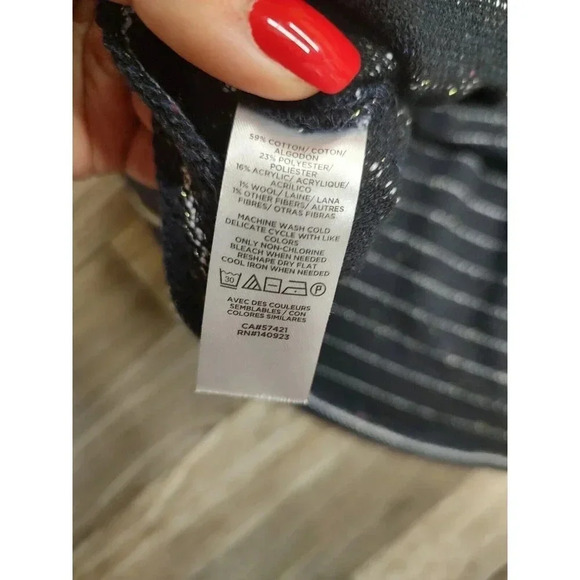 59% COTTON/ COTON/
ALGODON
23% POLYESTER/
POLIESTER
16% ACRYLIC/ ACRYLIQUE/
ACRILICO
1% WOOL/ LAINE/ LANA
1% OTHER FIBERS/ AUTRES
FIBRES/ OTRAS FIBRAS
MACHINE WASH COLD
DELICATE CYCLE WITH LIKE
COLORS
ONLY NON-CHLORINE
BLEACH WHEN NEEDED
RESHAPE DRY FLAT
COOL IRON WHEN NEEDED
30 P
AVEC DES COULEURS
SEMBLABLES / CON
COLORES SIMILARES
CA#57421
RN#140923